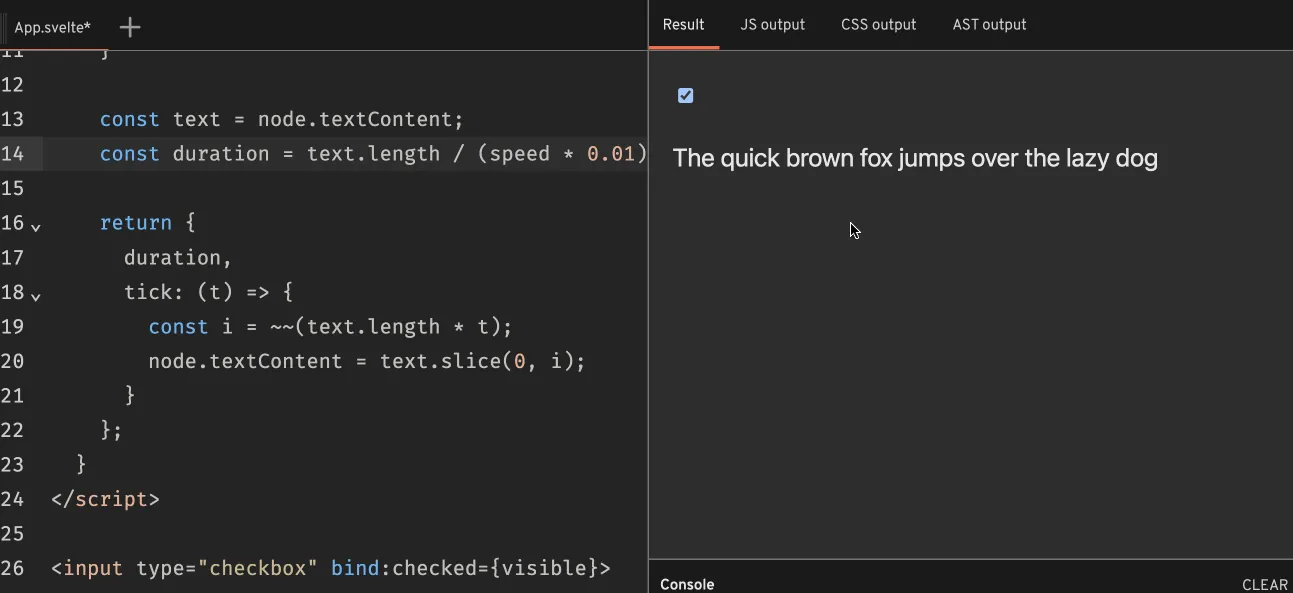 App.svelte*
Result JS output CSS output AST output
11 }
12
13 const text = node.textContent;
14 const duration = text.length / (speed * 0.01)
15
16 return {
17 duration,
18 tick: (t) => {
19 const i = ~~(text.length * t);
20 node.textContent = text.slice(0, i);
21 }
22 };
23 }
24 </script>
25
26 <input type="checkbox" bind:checked={visible}>
The quick brown fox jumps over the lazy dog
Console CLEAR